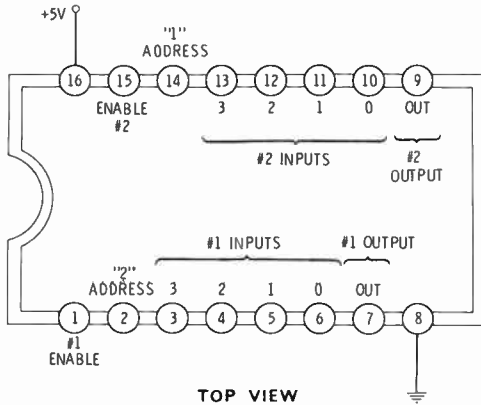 +5V
"1"
ADDRESS
16 15 14 13 12 11 10 9
ENABLE 3 2 1 0 OUT
#2
#2 INPUTS #2
OUTPUT
#1 INPUTS #1 OUTPUT
"2"
ADDRESS 3 2 1 0 OUT
1 2 3 4 5 6 7 8
#1
ENABLE
TOP VIEW